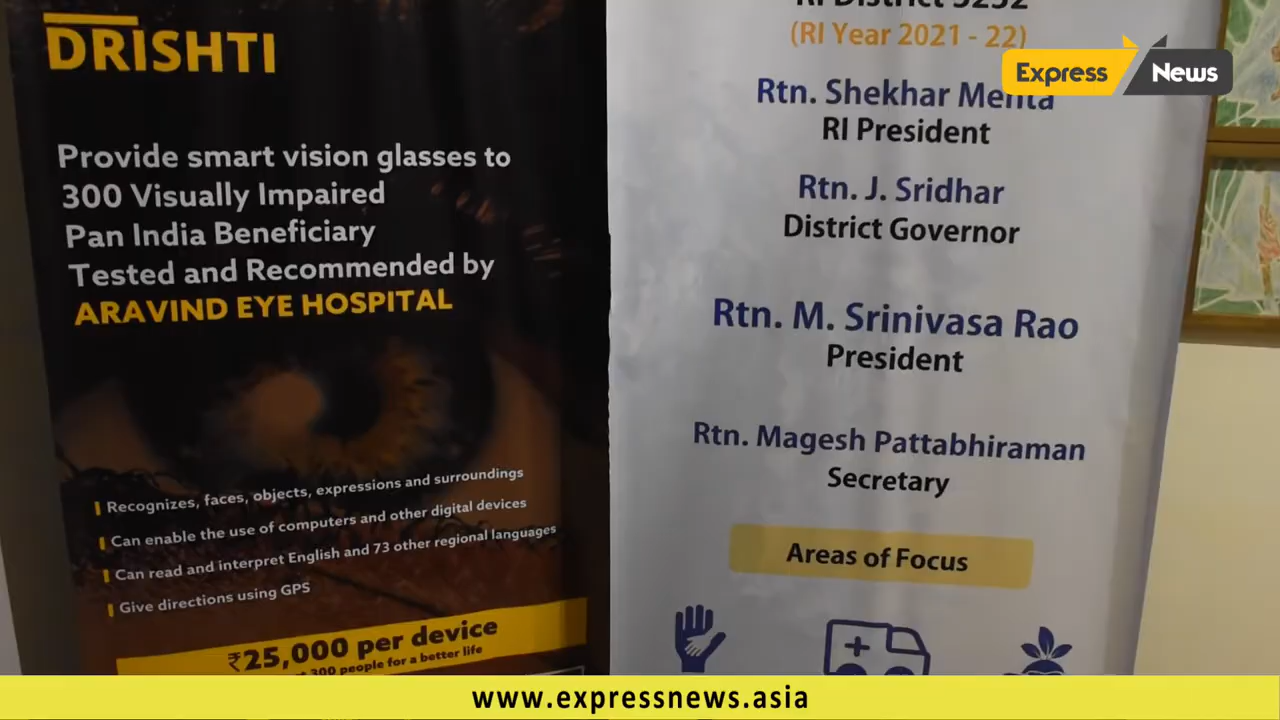 DRISHTI
Provide smart vision glasses to
300 Visually Impaired
Pan India Beneficiary
Tested and Recommended by
ARAVIND EYE HOSPITAL
Recognizes, faces, objects, expressions and surroundings
Can enable the use of computers and other digital devices
Can read and interpret English and 73 other regional languages
Give directions using GPS
₹25,000 per device
300 people for a better life
RI District 3232
(RI Year 2021 - 22)
Rtn. Shekhar Mehta
RI President
Rtn. J. Sridhar
District Governor
Rtn. M. Srinivasa Rao
President
Rtn. Magesh Pattabhiraman
Secretary
Areas of Focus
Express News
www.expressnews.asia